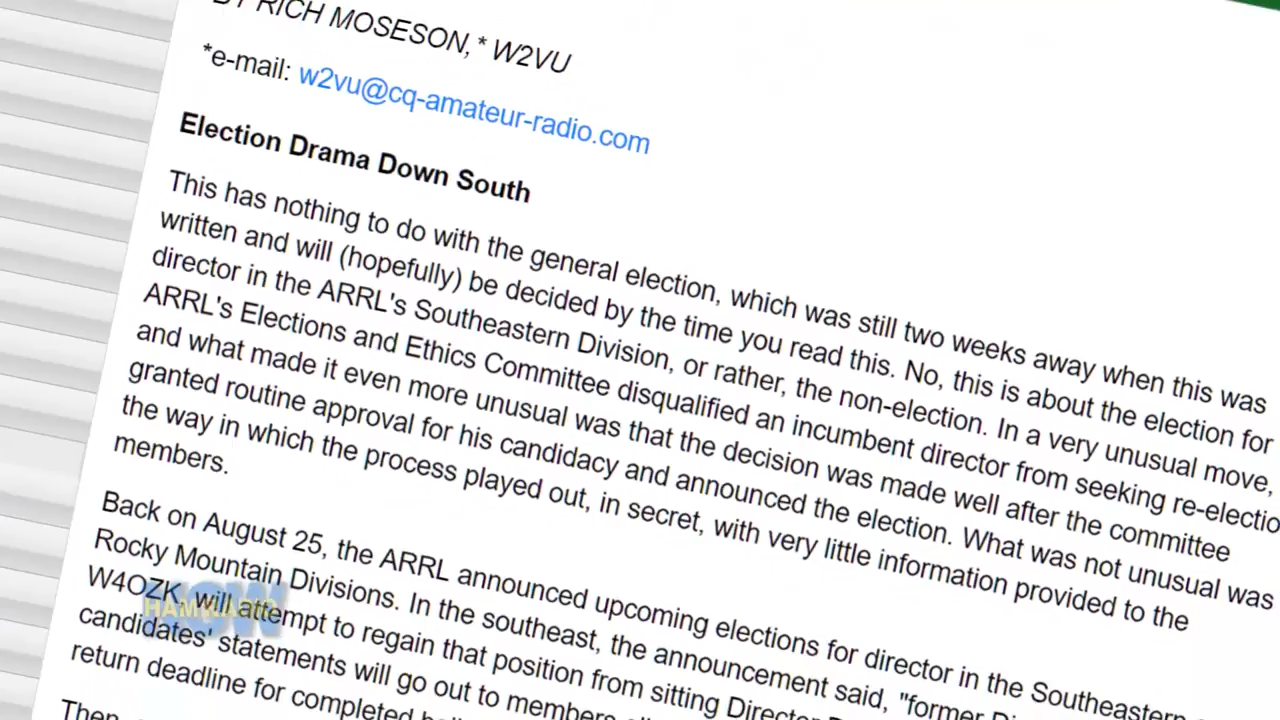 BY RICH MOSESON,* W2VU
*e-mail: w2vu@cq-amateur-radio.com
Election Drama Down South
This has nothing to do with the general election, which was still two weeks away when this was
written and will (hopefully) be decided by the time you read this. No, this is about the election for
director in the ARRL's Southeastern Division, or rather, the non-election. In a very unusual move,
ARRL's Elections and Ethics Committee disqualified an incumbent director from seeking re-electio
and what made it even more unusual was that the decision was made well after the committee
granted routine approval for his candidacy and announced the election. What was not unusual was
the way in which the process played out, in secret, with very little information provided to the
members.
Back on August 25, the ARRL announced upcoming elections for director in the Southeastern
Rocky Mountain Divisions. In the southeast, the announcement said, "former Di
W4OZK, will attempt to regain that position from sitting Director
candidates' statements will go out to members
return deadline for completed
Then,
HAM RADIO
NOW